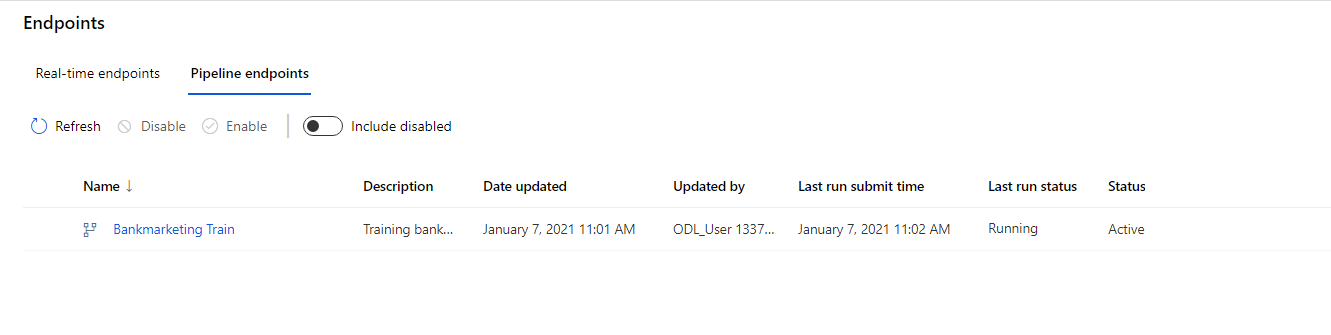 Endpoints
Real-time endpoints Pipeline endpoints
Refresh Disable Enable Include disabled
Name ↓ Description Date updated Updated by Last run submit time Last run status Status
Bankmarketing Train Training bank... January 7, 2021 11:01 AM ODL_User 1337... January 7, 2021 11:02 AM Running Active